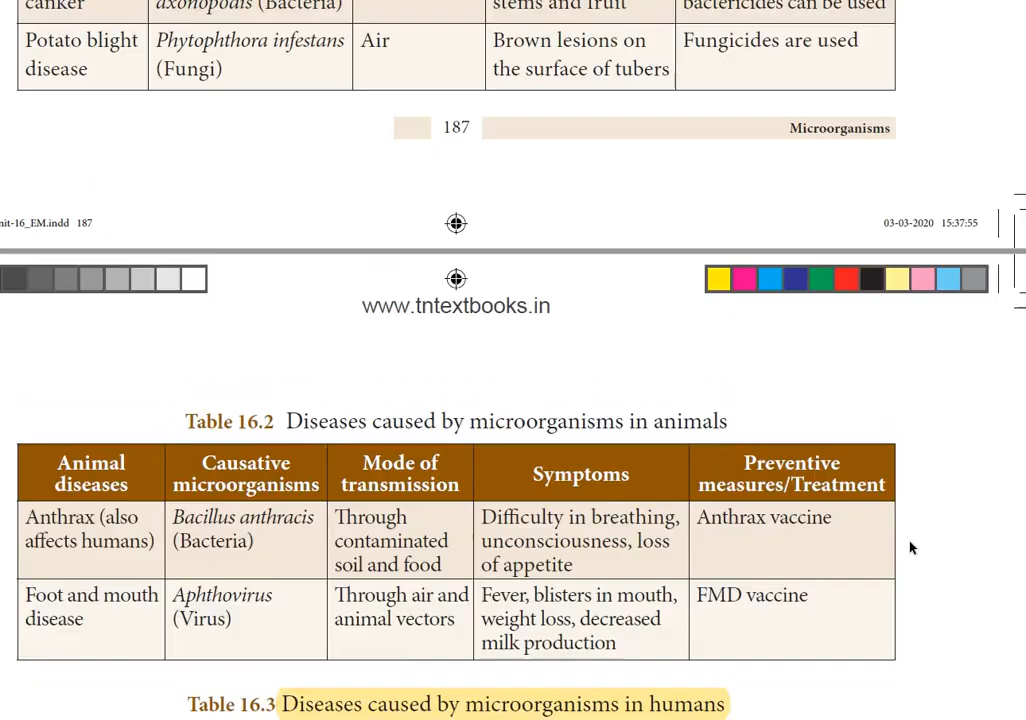 canker
axonopodis (Bacteria)
stems and fruit
bactericides can be used
Potato blight
disease
Phytophthora infestans
(Fungi)
Air
Brown lesions on
the surface of tubers
Fungicides are used
187
Microorganisms
nit-16_EM.indd 187
03-03-2020 15:37:55
www.tntextbooks.in
Table 16.2 Diseases caused by microorganisms in animals
Animal
diseases
Causative
microorganisms
Mode of
transmission
Symptoms
Preventive
measures/Treatment
Anthrax (also
affects humans)
Bacillus anthracis
(Bacteria)
Through
contaminated
soil and food
Difficulty in breathing,
unconsciousness, loss
of appetite
Anthrax vaccine
Foot and mouth
disease
Aphthovirus
(Virus)
Through air and
animal vectors
Fever, blisters in mouth,
weight loss, decreased
milk production
FMD vaccine
Table 16.3 Diseases caused by microorganisms in humans